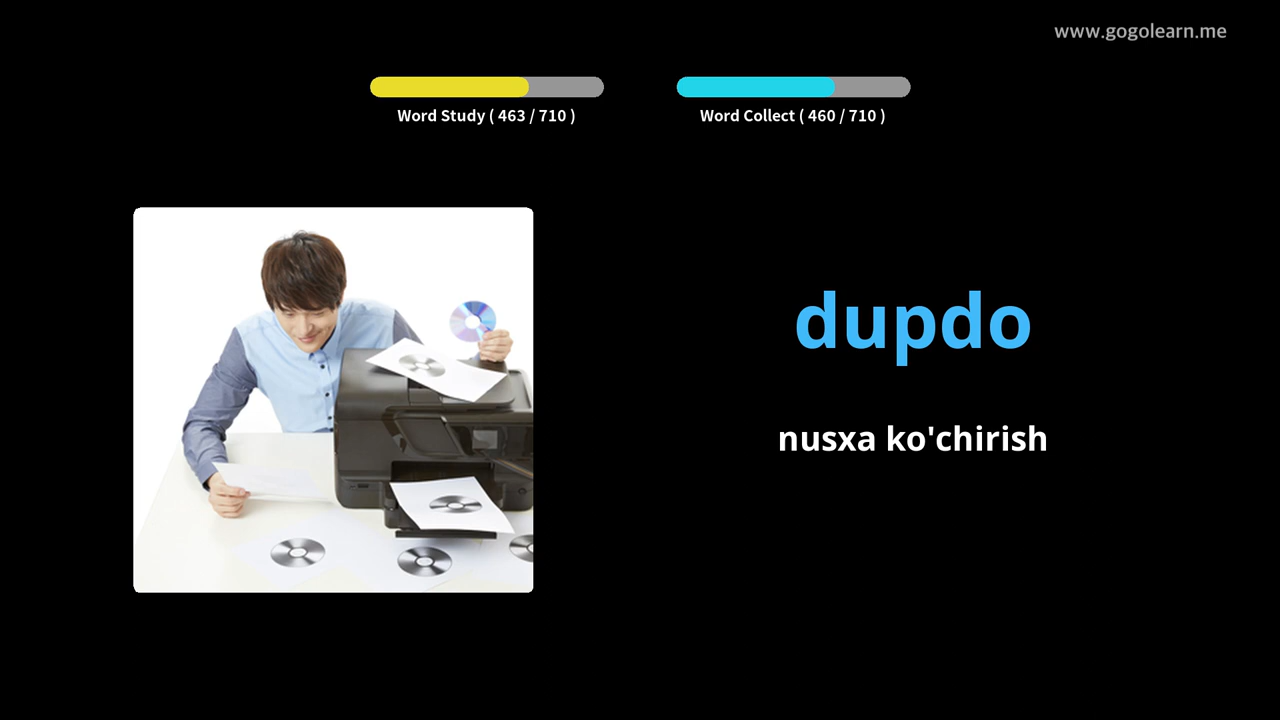 www.gogolearn.me
Word Study ( 463 / 710 )
Word Collect ( 460 / 710 )
dupdo
nusxa ko'chirish